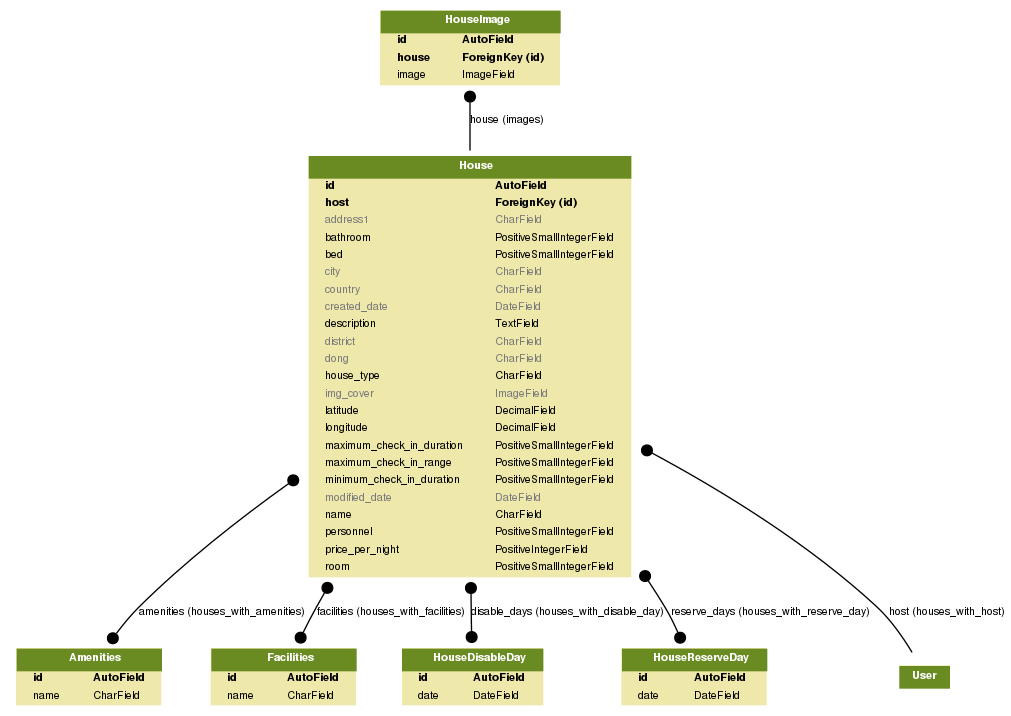 HouseImage
id AutoField
house ForeignKey (id)
image ImageField
house (images)
House
id AutoField
host ForeignKey (id)
address1 CharField
bathroom PositiveSmallIntegerField
bed PositiveSmallIntegerField
city CharField
country CharField
created_date DateField
description TextField
district CharField
dong CharField
house_type CharField
img_cover ImageField
latitude DecimalField
longitude DecimalField
maximum_check_in_duration PositiveSmallIntegerField
maximum_check_in_range PositiveSmallIntegerField
minimum_check_in_duration PositiveSmallIntegerField
modified_date DateField
name CharField
personnel PositiveSmallIntegerField
price_per_night PositiveIntegerField
room PositiveSmallIntegerField
amenities (houses_with_amenities) facilities (houses_with_facilities) disable_days (houses_with_disable_day) reserve_days (houses_with_reserve_day) host (houses_with_host)
Amenities
id AutoField
name CharField
Facilities
id AutoField
name CharField
HouseDisableDay
id AutoField
date DateField
HouseReserveDay
id AutoField
date DateField
User